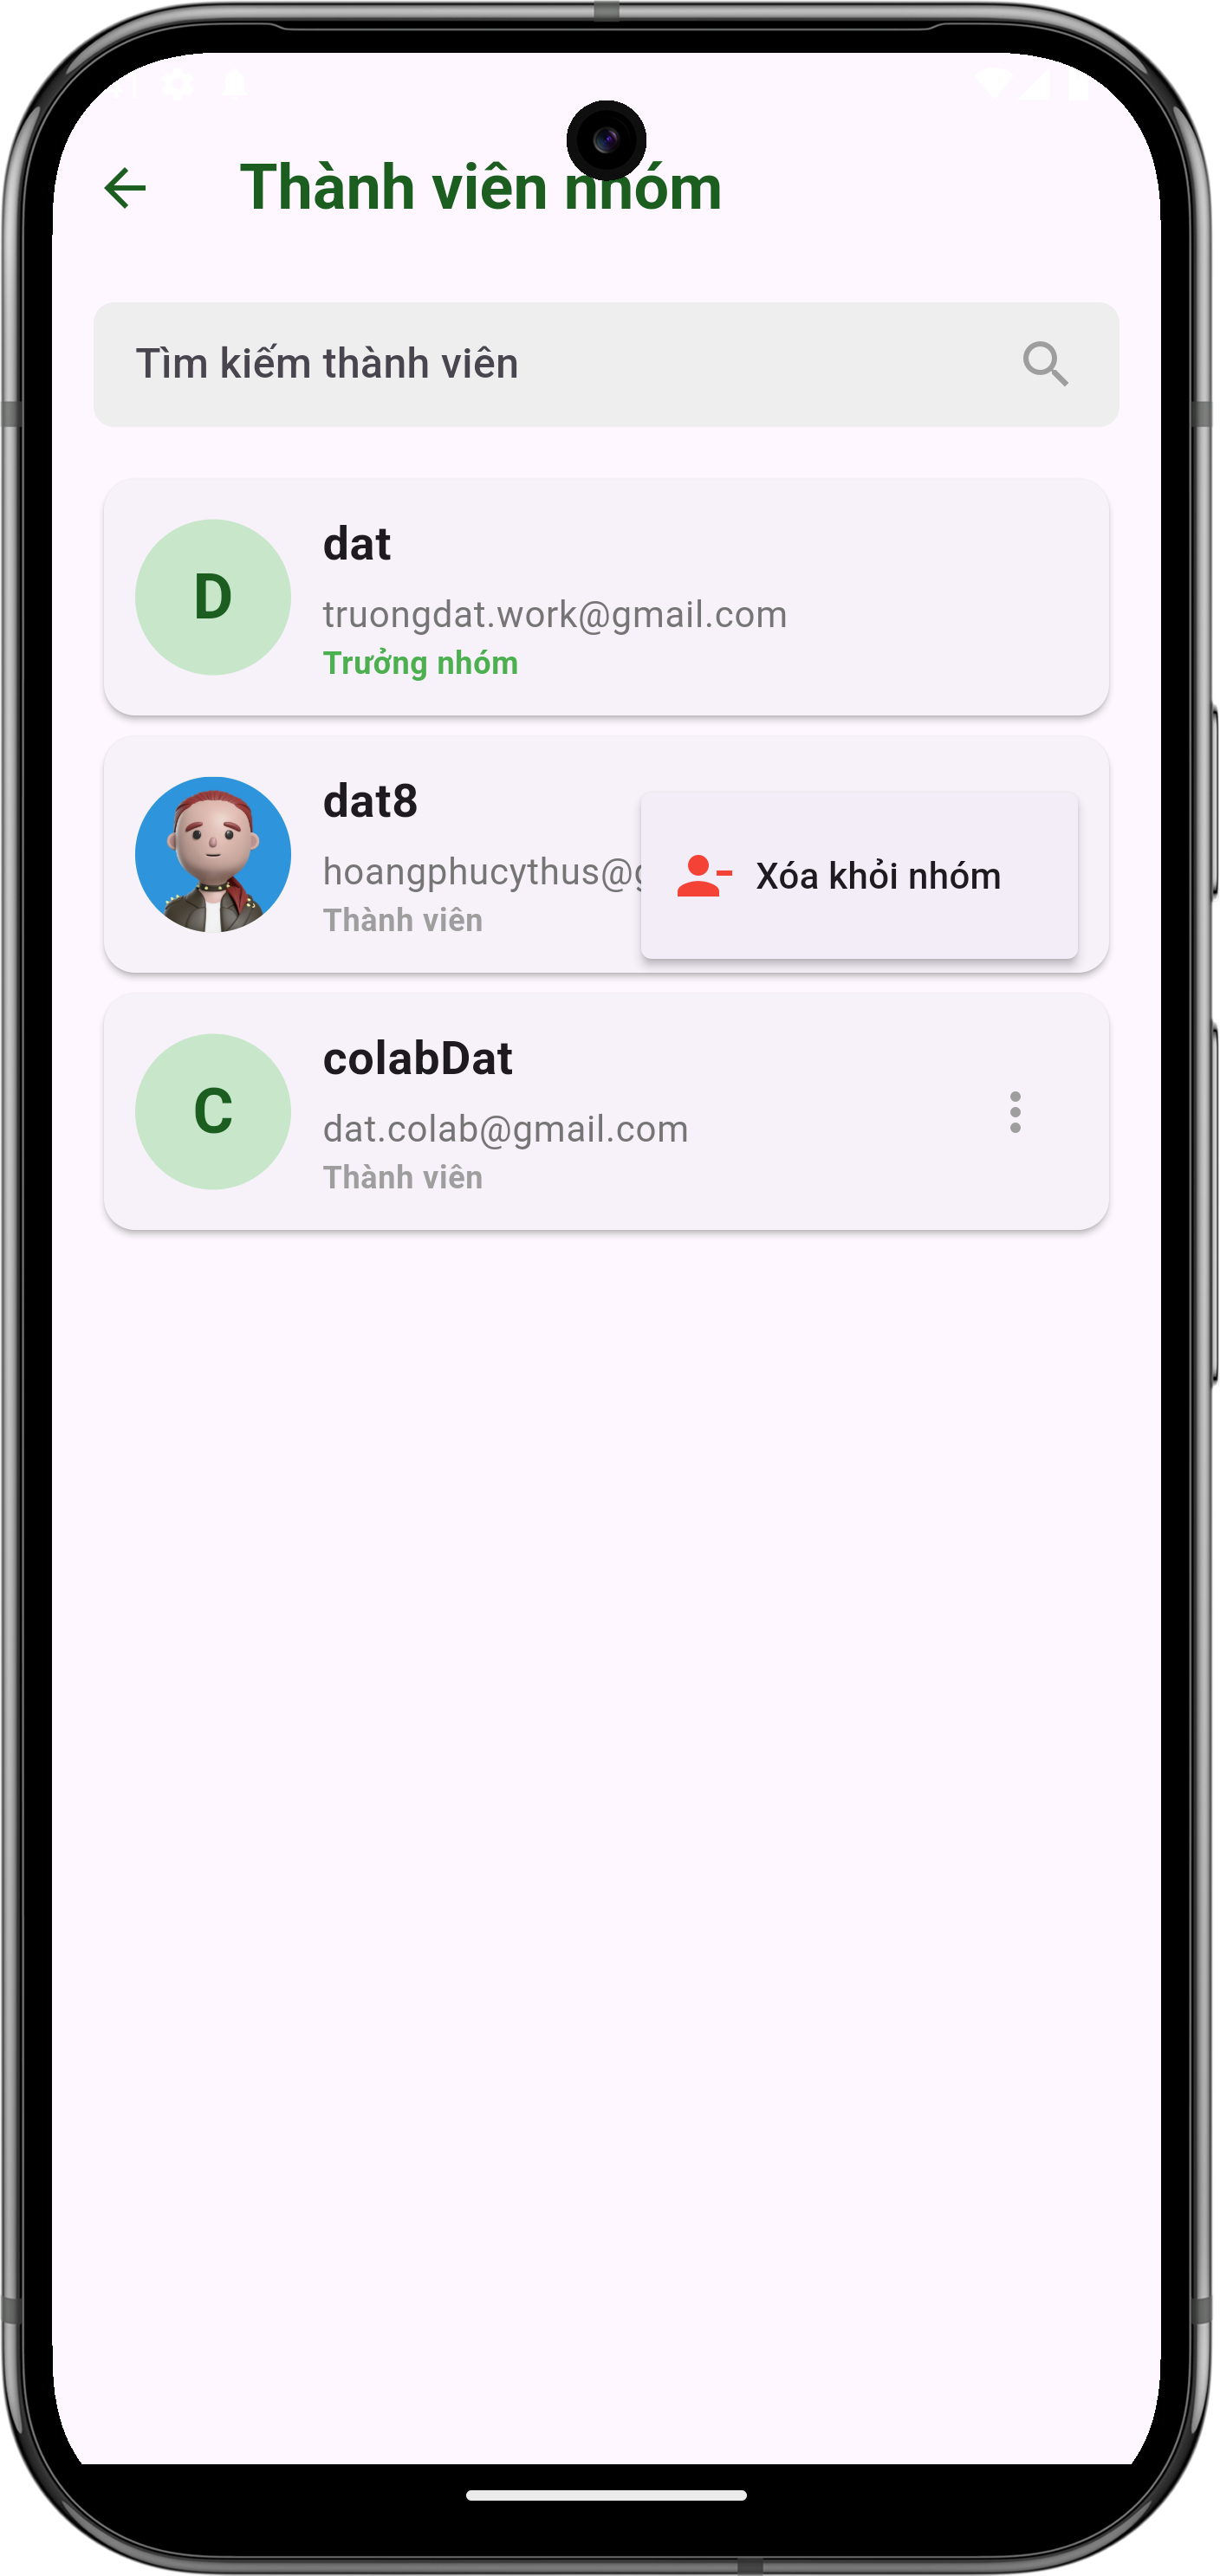 Thành viên nhóm
Tìm kiếm thành viên
D
dat
truongdat.work@gmail.com
Trưởng nhóm
dat8
hoangphucythus@g
Xóa khỏi nhóm
Thành viên
C
colabDat
dat.colab@gmail.com
Thành viên